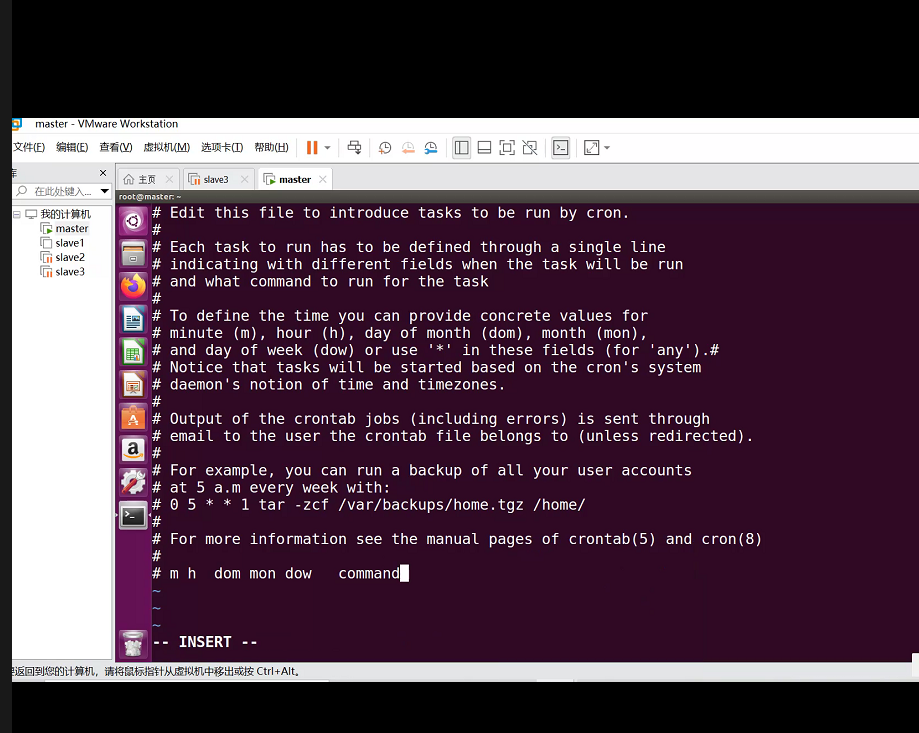 master - VMware Workstation
文件(F) 编辑(E) 查看(V) 虚拟机(M) 选项卡(T) 帮助(H)
主页 slave3 master
在此处键入...
我的计算机
master
slave1
slave2
slave3
root@master: ~
# Edit this file to introduce tasks to be run by cron.
#
# Each task to run has to be defined through a single line
# indicating with different fields when the task will be run
# and what command to run for the task
#
# To define the time you can provide concrete values for
# minute (m), hour (h), day of month (dom), month (mon),
# and day of week (dow) or use '*' in these fields (for 'any').#
# Notice that tasks will be started based on the cron's system
# daemon's notion of time and timezones.
#
# Output of the crontab jobs (including errors) is sent through
# email to the user the crontab file belongs to (unless redirected).
#
# For example, you can run a backup of all your user accounts
# at 5 a.m every week with:
# 0 5 * * 1 tar -zcf /var/backups/home.tgz /home/
#
# For more information see the manual pages of crontab(5) and cron(8)
#
# m h  dom mon dow   command
~
~
~
-- INSERT --
返回到您的计算机，请将鼠标指针从虚拟机中移出或按 Ctrl+Alt。